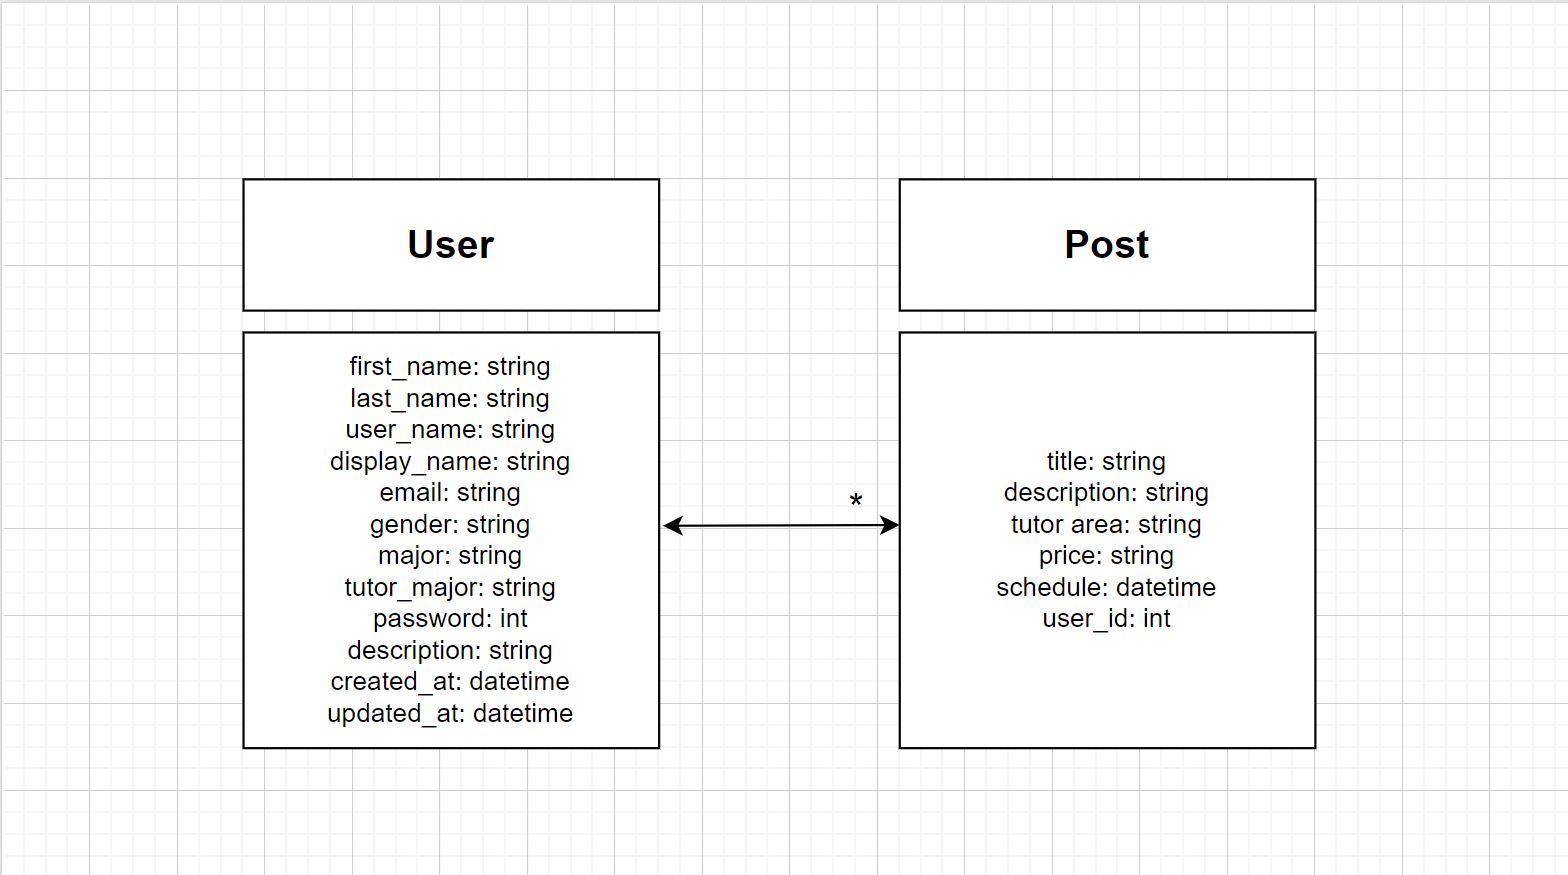 User
first_name: string
last_name: string
user_name: string
display_name: string
email: string
gender: string
major: string
tutor_major: string
password: int
description: string
created_at: datetime
updated_at: datetime
*
Post
title: string
description: string
tutor area: string
price: string
schedule: datetime
user_id: int